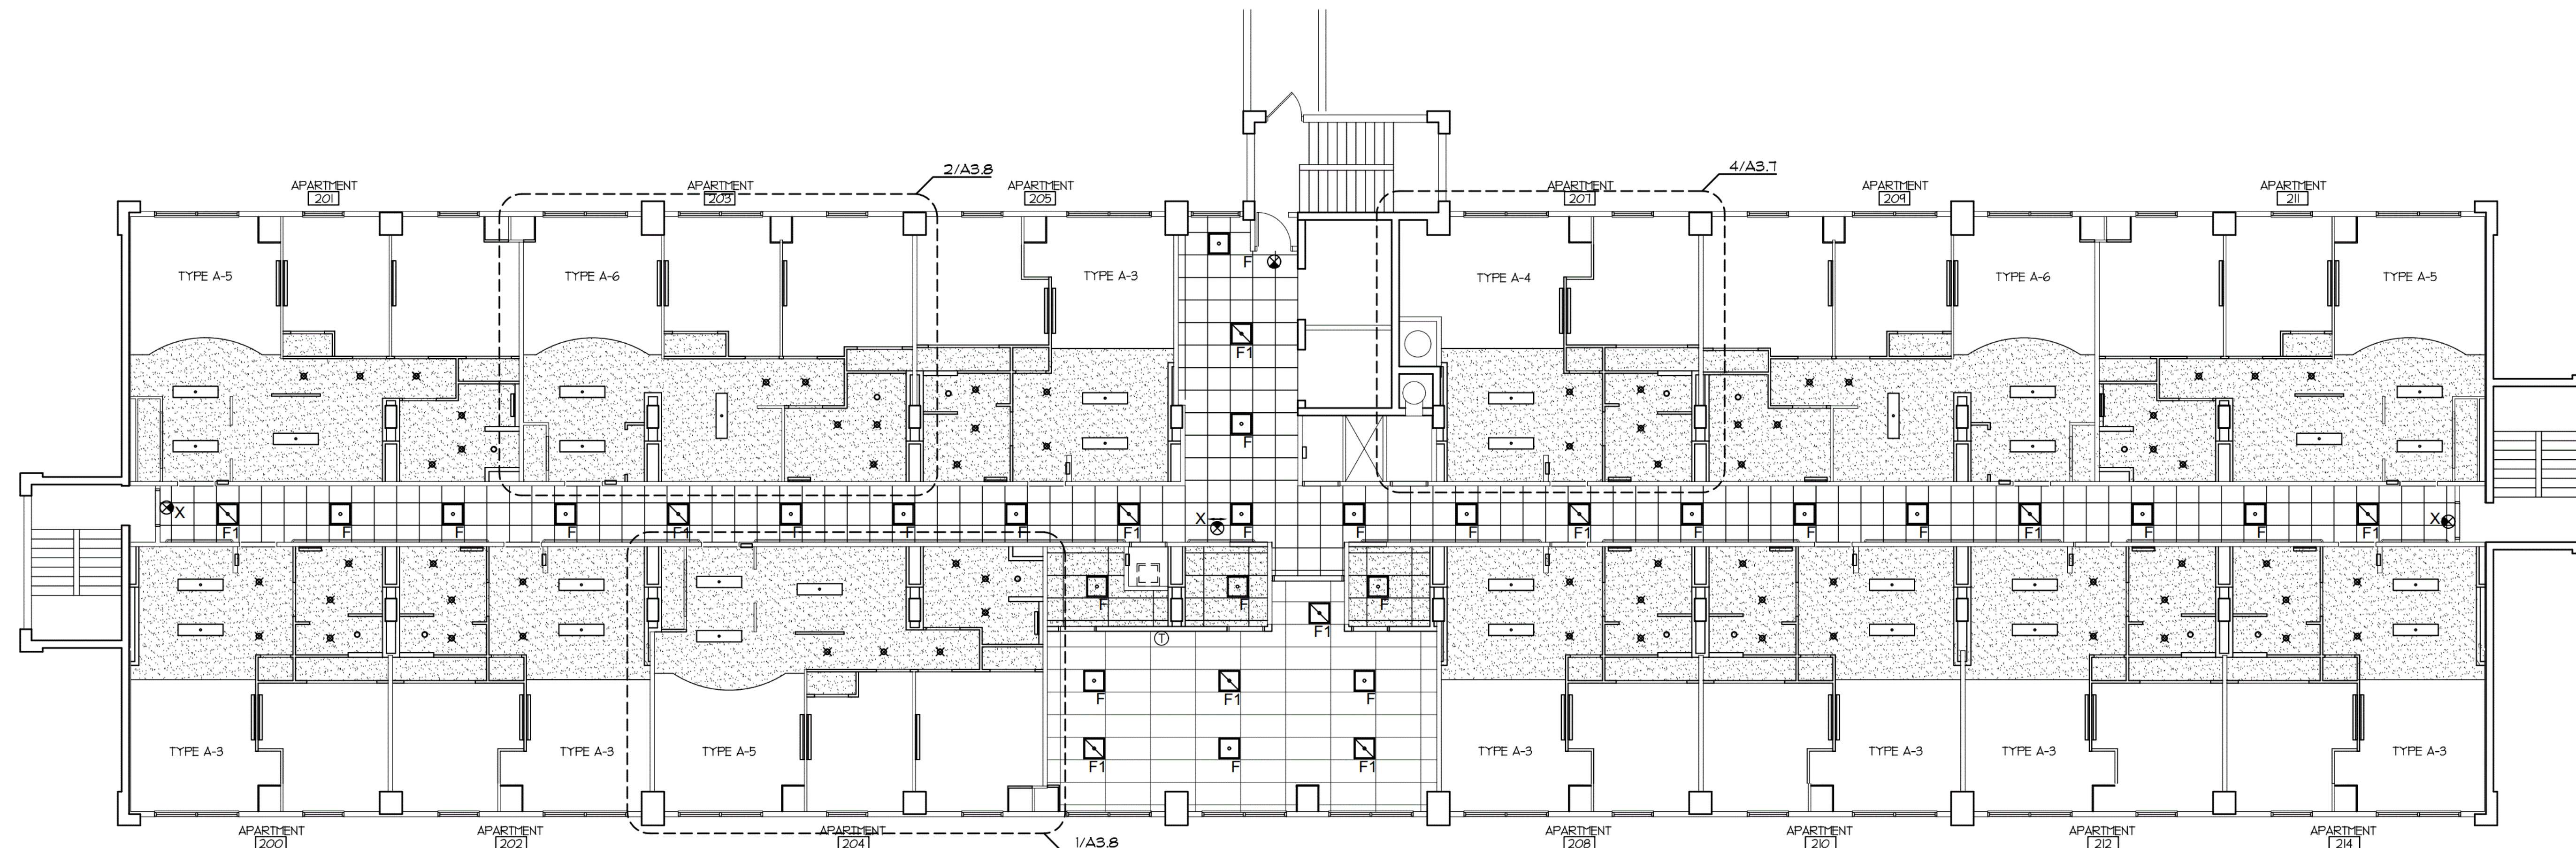 2/A3.8
4/A3.7
APARTMENT
201
APARTMENT
203
APARTMENT
205
APARTMENT
207
APARTMENT
209
APARTMENT
211
TYPE A-5
TYPE A-6
TYPE A-3
TYPE A-4
TYPE A-6
TYPE A-5
F
F1
F
X
F1
F
F
F
F1
F
F
F
F1
X
F
F
F
F1
F
F
F
F1
F
F
F1
X
F
F
F
F1
T
F
F1
F
F1
F
F1
TYPE A-3
TYPE A-3
TYPE A-5
TYPE A-3
TYPE A-3
TYPE A-3
TYPE A-3
APARTMENT
200
APARTMENT
202
APARTMENT
204
1/A3.8
APARTMENT
208
APARTMENT
210
APARTMENT
212
APARTMENT
214